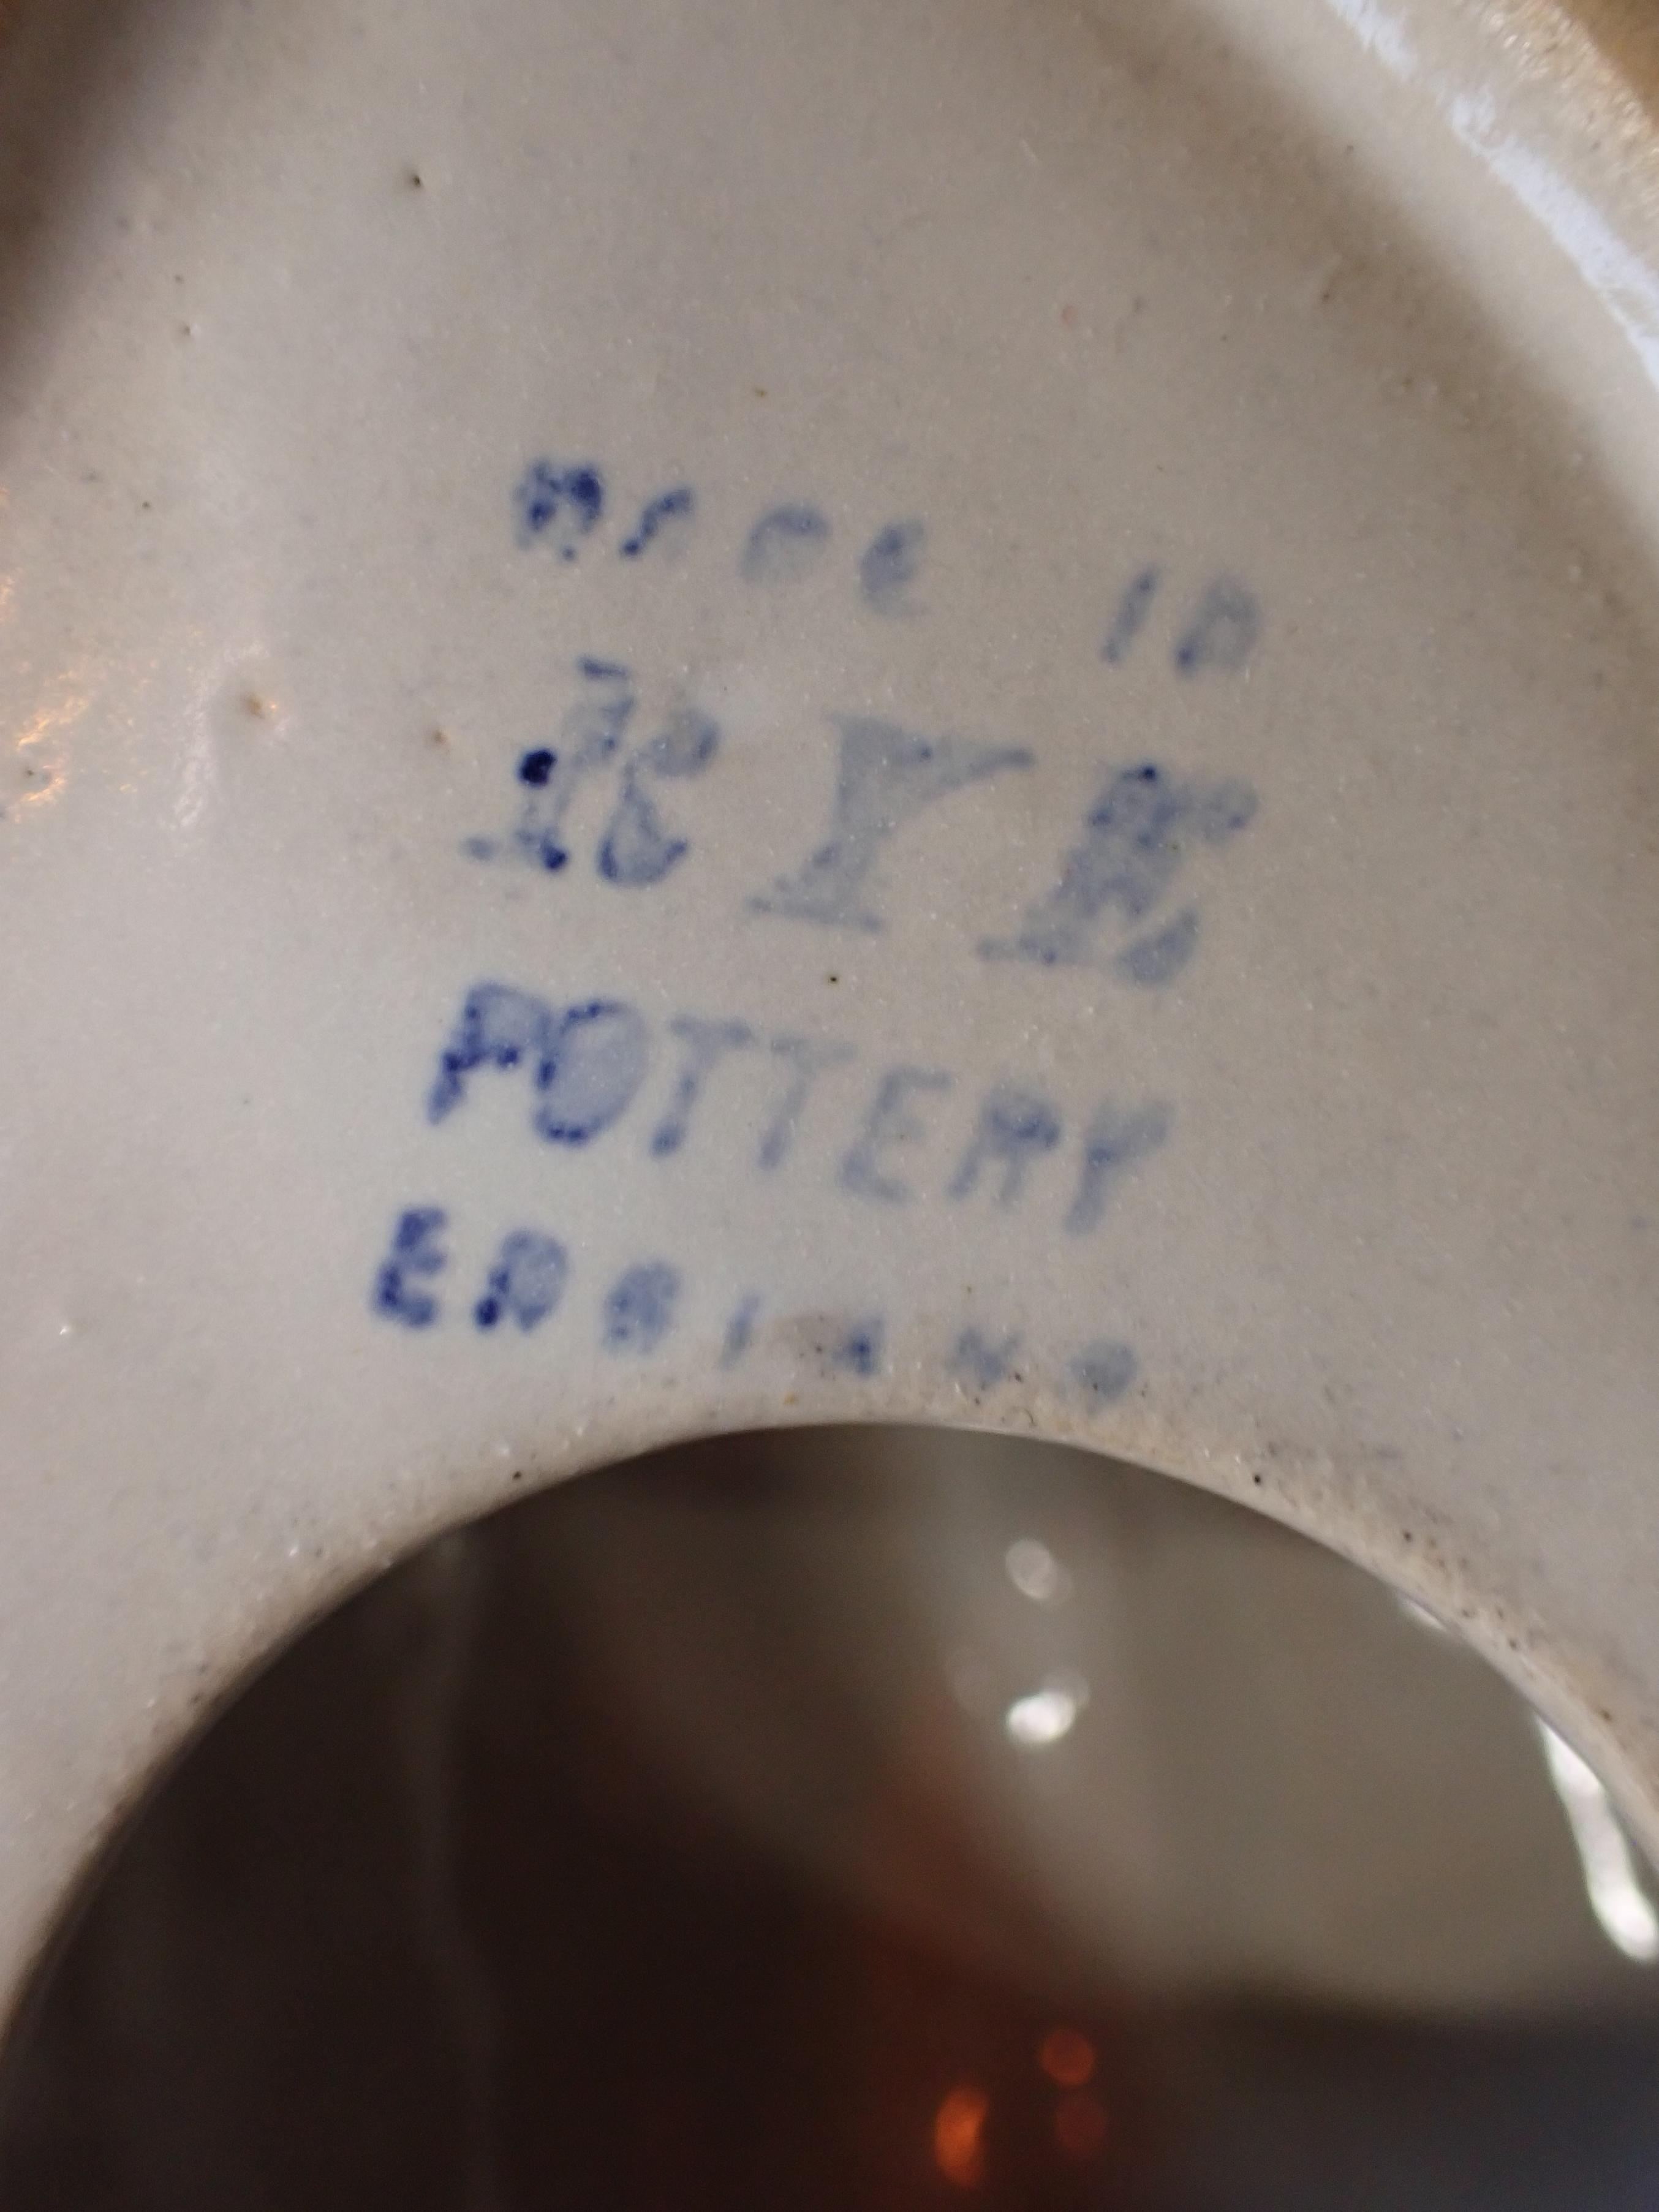 Made in
RYE
POTTERY
ENGLAND